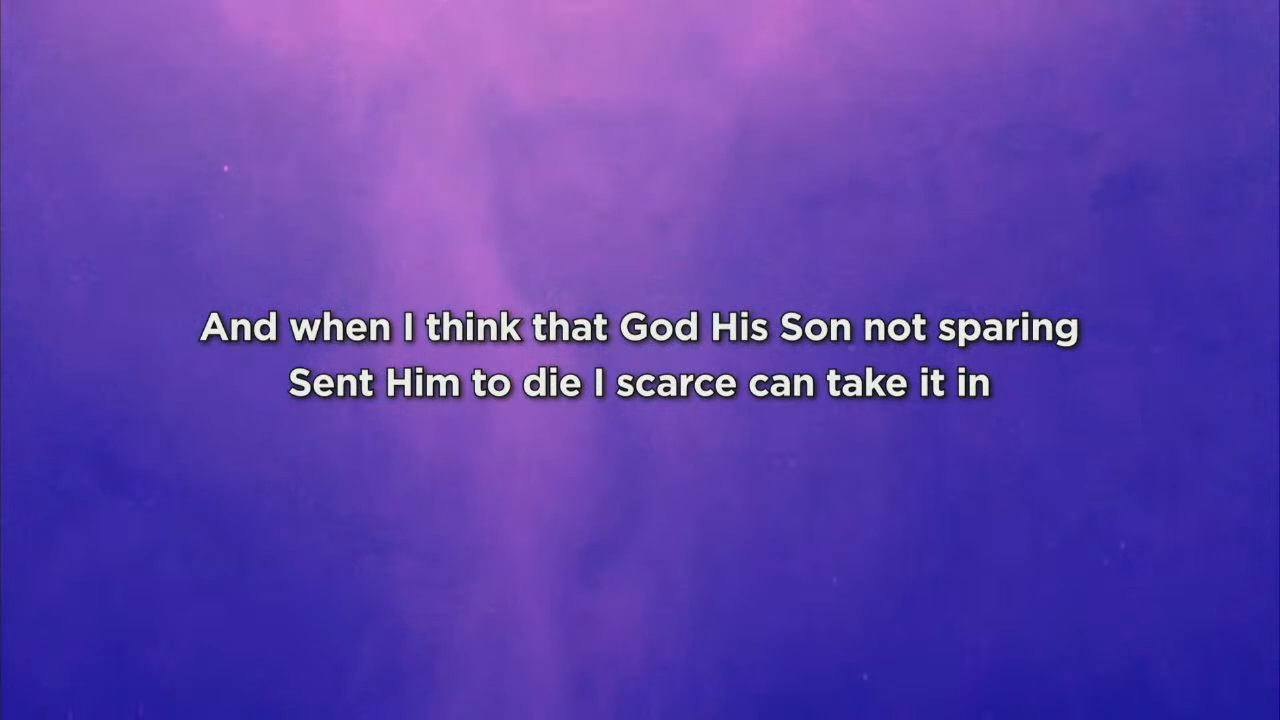 And when I think that God His Son not sparing
Sent Him to die I scarce can take it in